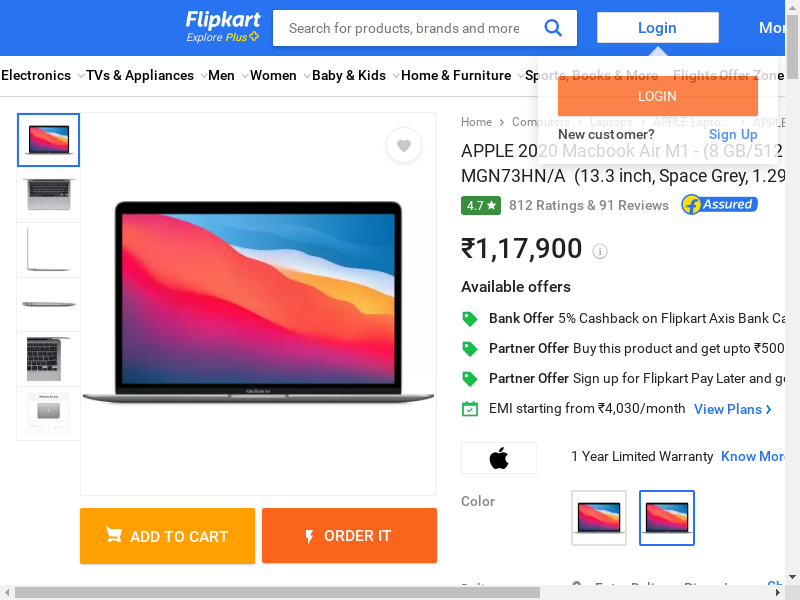 Flipkart
Explore Plus
Search for products, brands and more
Login
Mor
Electronics
TVs & Appliances
Men
Women
Baby & Kids
Home & Furniture
Sports, Books & More
Flights
Offer Zone
LOGIN
New customer?
Sign Up
Home
Computers
Laptops
APPLE Lapto...
APPLE
APPLE 2020 Macbook Air M1 - (8 GB/512
MGN73HN/A (13.3 inch, Space Grey, 1.29
4.7
812 Ratings & 91 Reviews
Assured
₹1,17,900
Available offers
Bank Offer 5% Cashback on Flipkart Axis Bank Ca
Partner Offer Buy this product and get upto ₹500
Partner Offer Sign up for Flipkart Pay Later and ge
EMI starting from ₹4,030/month View Plans
1 Year Limited Warranty Know More
Color
ADD TO CART
ORDER IT